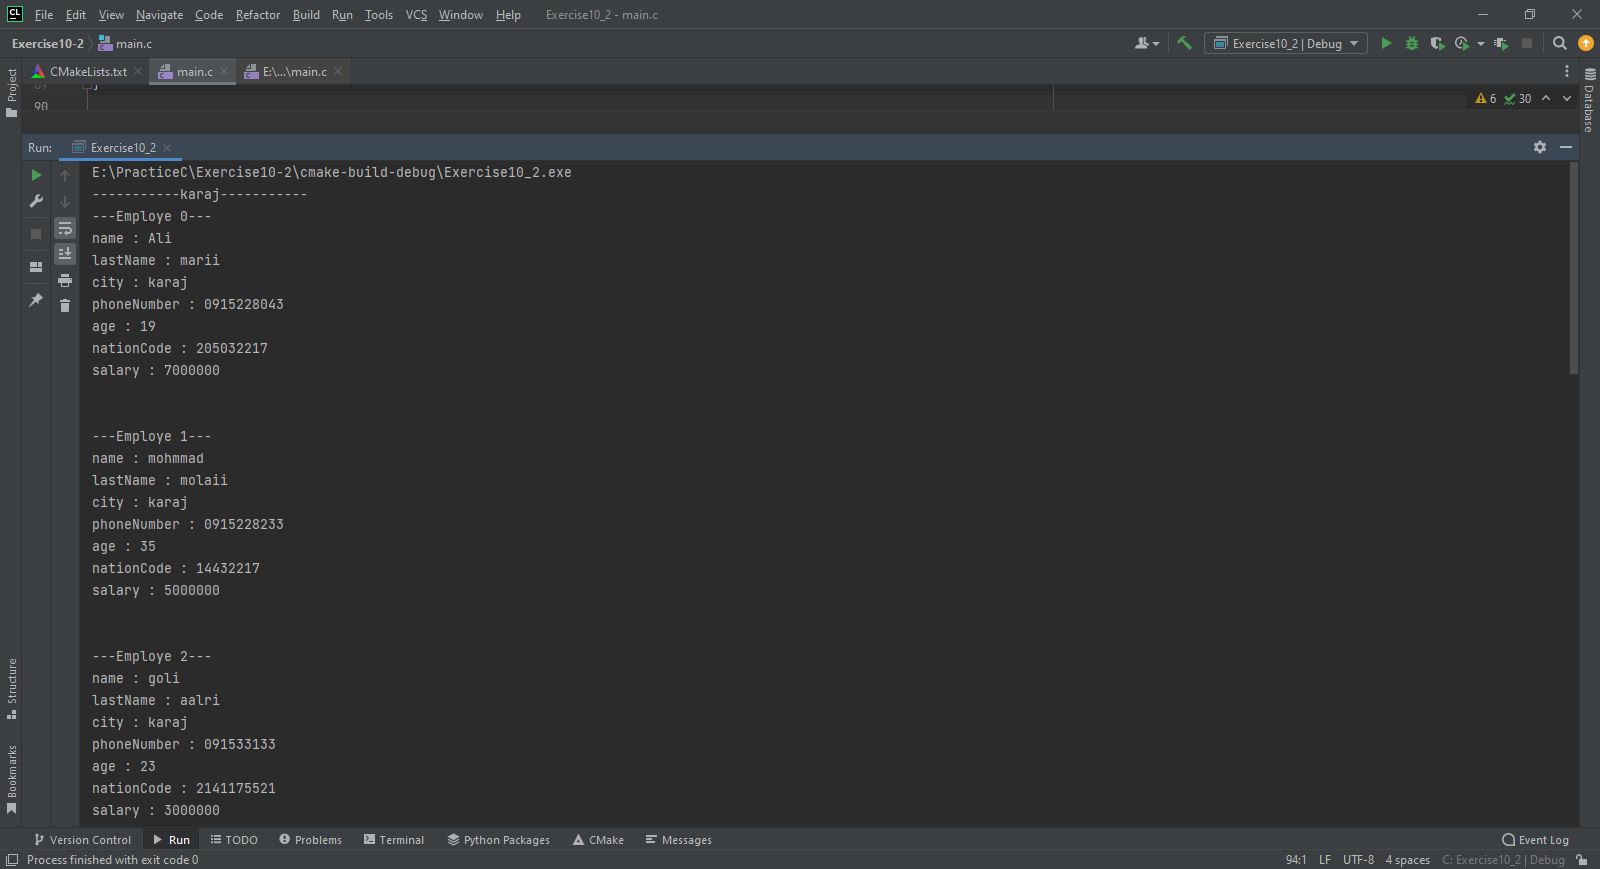 CL File Edit View Navigate Code Refactor Build Run Tools VCS Window Help Exercise10_2 - main.c
Exercise10-2 main.c Exercise10_2 | Debug
Project CMakeLists.txt main.c E:\...\main.c
89 }
90 6 30
Database
Run: Exercise10_2
E:\PracticeC\Exercise10-2\cmake-build-debug\Exercise10_2.exe
-----------karaj-----------
---Employe 0---
name : Ali
lastName : marii
city : karaj
phoneNumber : 0915228043
age : 19
nationCode : 205032217
salary : 7000000
---Employe 1---
name : mohmmad
lastName : molaii
city : karaj
phoneNumber : 0915228233
age : 35
nationCode : 14432217
salary : 5000000
---Employe 2---
name : goli
lastName : aalri
city : karaj
phoneNumber : 091533133
age : 23
nationCode : 2141175521
salary : 3000000
Structure
Bookmarks
Version Control Run TODO Problems Terminal Python Packages CMake Messages Event Log
Process finished with exit code 0 94:1 LF UTF-8 4 spaces C: Exercise10_2 | Debug